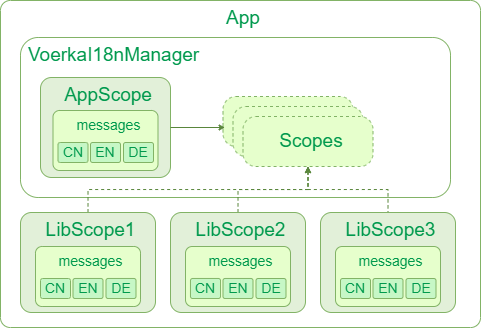 App
VoerkaI18nManager
AppScope
messages
CN EN DE
Scopes
LibScope1
messages
CN EN DE
LibScope2
messages
CN EN DE
LibScope3
messages
CN EN DE